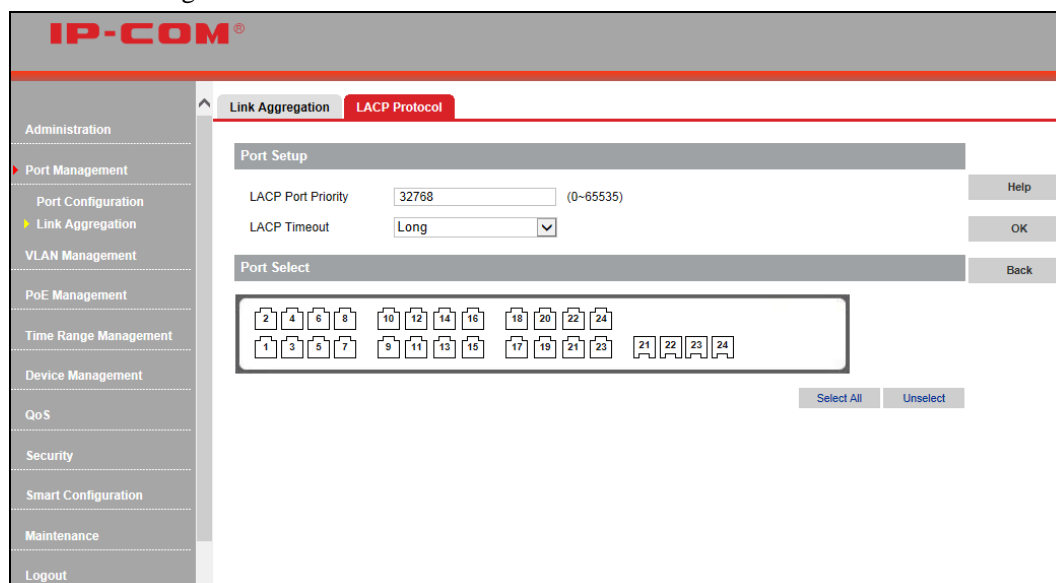 IP-COM®
Link Aggregation LACP Protocol
Administration
Port Management
Port Configuration
Link Aggregation
VLAN Management
PoE Management
Time Range Management
Device Management
QoS
Security
Smart Configuration
Maintenance
Logout
Port Setup
LACP Port Priority 32768 (0~65535)
LACP Timeout Long
Port Select
2 4 6 8 10 12 14 16 18 20 22 24
1 3 5 7 9 11 13 15 17 19 21 23 21 22 23 24
Select All Unselect
Help
OK
Back